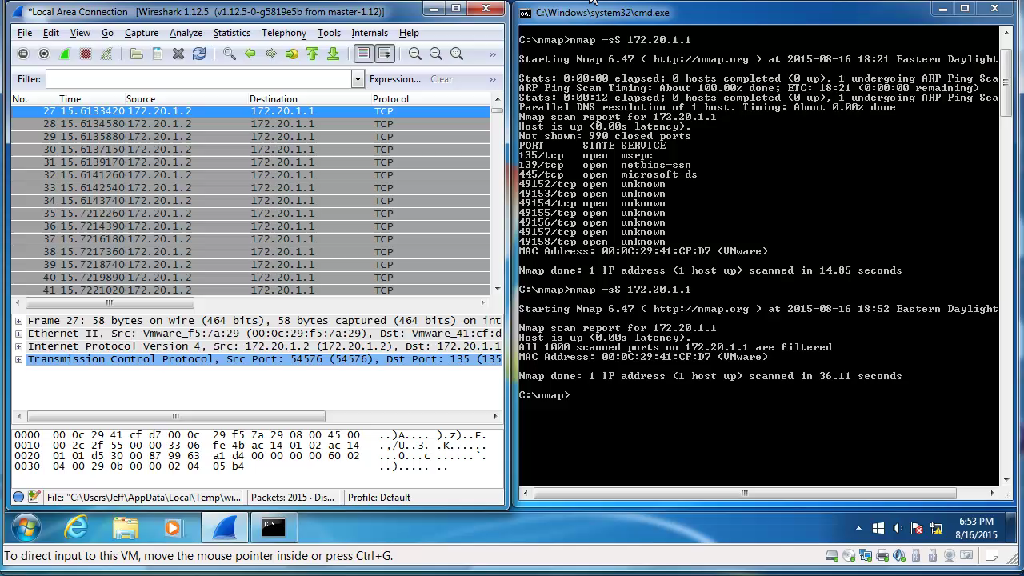 *Local Area Connection [Wireshark 1.12.5 (v1.12.5-0-g5819e5b from master-1.12)]
File Edit View Go Capture Analyze Statistics Telephony Tools Internals Help
Filter: Expression... Clear
No. Time Source Destination Protocol
27 15.6133420 172.20.1.2 172.20.1.1 TCP
28 15.6134580 172.20.1.2 172.20.1.1 TCP
29 15.6135880 172.20.1.2 172.20.1.1 TCP
30 15.6137150 172.20.1.2 172.20.1.1 TCP
31 15.6139170 172.20.1.2 172.20.1.1 TCP
32 15.6141260 172.20.1.2 172.20.1.1 TCP
33 15.6142540 172.20.1.2 172.20.1.1 TCP
34 15.6143740 172.20.1.2 172.20.1.1 TCP
35 15.7212260 172.20.1.2 172.20.1.1 TCP
36 15.7214390 172.20.1.2 172.20.1.1 TCP
37 15.7216180 172.20.1.2 172.20.1.1 TCP
38 15.7217360 172.20.1.2 172.20.1.1 TCP
39 15.7218740 172.20.1.2 172.20.1.1 TCP
40 15.7219890 172.20.1.2 172.20.1.1 TCP
41 15.7221020 172.20.1.2 172.20.1.1 TCP
Frame 27: 58 bytes on wire (464 bits), 58 bytes captured (464 bits) on int
Ethernet II, Src: Vmware_f5:7a:29 (00:0c:29:f5:7a:29), Dst: Vmware_41:cf:d
Internet Protocol Version 4, Src: 172.20.1.2 (172.20.1.2), Dst: 172.20.1.1
Transmission Control Protocol, Src Port: 54576 (54576), Dst Port: 135 (135
0000 00 0c 29 41 cf d7 00 0c 29 f5 7a 29 08 00 45 00
0010 00 2c 2f 55 00 00 33 06 fe 4b ac 14 01 02 ac 14
0020 01 01 d5 30 00 87 99 63 a1 d4 00 00 00 00 60 02
0030 04 00 29 0b 00 00 02 04 05 b4
File: "C:\Users\Jeff\AppData\Local\Temp\wi... Packets: 2015 - Dis... Profile: Default
C:\Windows\system32\cmd.exe
C:\nmap>nmap -sS 172.20.1.1
Starting Nmap 6.47 ( http://nmap.org ) at 2015-08-16 18:21 Eastern Daylight
Stats: 0:00:00 elapsed; 0 hosts completed (0 up), 1 undergoing ARP Ping Sca
ARP Ping Scan Timing: About 100.00% done; ETC: 18:21 (0:00:00 remaining)
Stats: 0:00:12 elapsed; 0 hosts completed (0 up), 1 undergoing ARP Ping Sca
Parallel DNS resolution of 1 host. Timing: About 0.00% done
Nmap scan report for 172.20.1.1
Host is up (0.00s latency).
Not shown: 990 closed ports
PORT STATE SERVICE
135/tcp open msrpc
139/tcp open netbios-ssn
445/tcp open microsoft-ds
49152/tcp open unknown
49153/tcp open unknown
49154/tcp open unknown
49155/tcp open unknown
49156/tcp open unknown
49157/tcp open unknown
49158/tcp open unknown
MAC Address: 00:0C:29:41:CF:D7 (VMware)
Nmap done: 1 IP address (1 host up) scanned in 14.05 seconds
C:\nmap>nmap -sS 172.20.1.1
Starting Nmap 6.47 ( http://nmap.org ) at 2015-08-16 18:52 Eastern Daylight
Nmap scan report for 172.20.1.1
Host is up (0.00s latency).
All 1000 scanned ports on 172.20.1.1 are filtered
MAC Address: 00:0C:29:41:CF:D7 (VMware)
Nmap done: 1 IP address (1 host up) scanned in 36.11 seconds
C:\nmap>
6:53 PM
8/16/2015
To direct input to this VM, move the mouse pointer inside or press Ctrl+G.